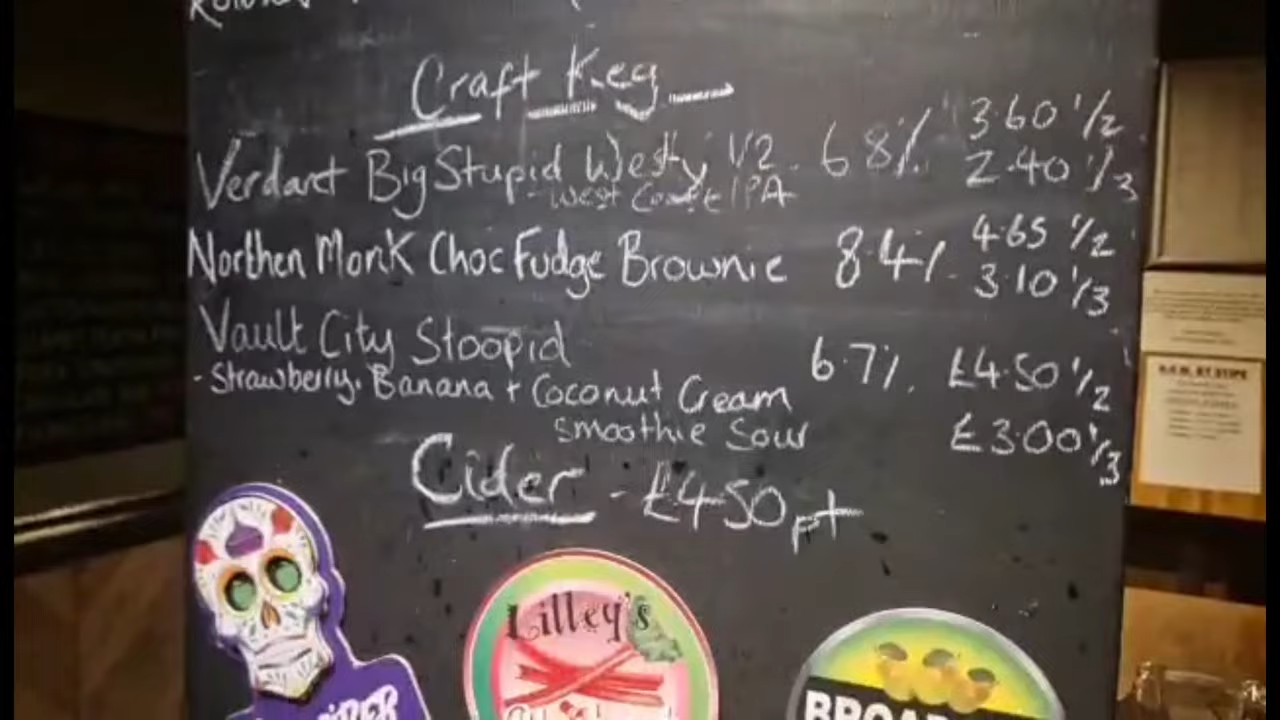 Craft Keg
Verdant Big Stupid Westy 1/2 6.8% 3.60 1/2
- West Coast IPA 2.40 1/3
Northen Monk Choc Fudge Brownie 8.4% 4.65 1/2
3.10 1/3
Vault City Stoopid 6.7% £4.50 1/2
- Strawberry, Banana + Coconut Cream
Smoothie Sour £3.00 1/3
Cider - £4.50 pt
Lilley's